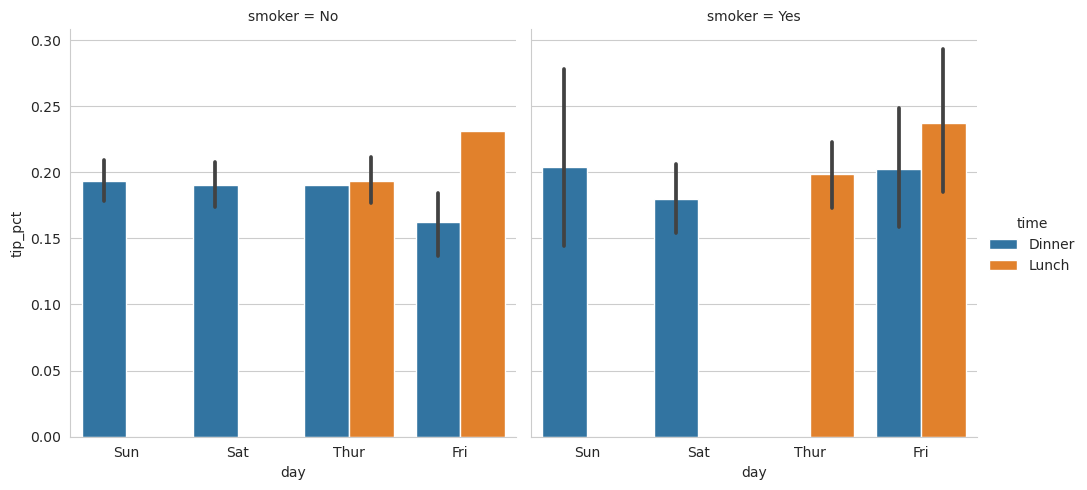 smoker = No
smoker = Yes
0.30
0.25
0.20
0.15
0.10
0.05
0.00
tip_pct
Sun Sat Thur Fri
day
Sun Sat Thur Fri
day
time
Dinner
Lunch